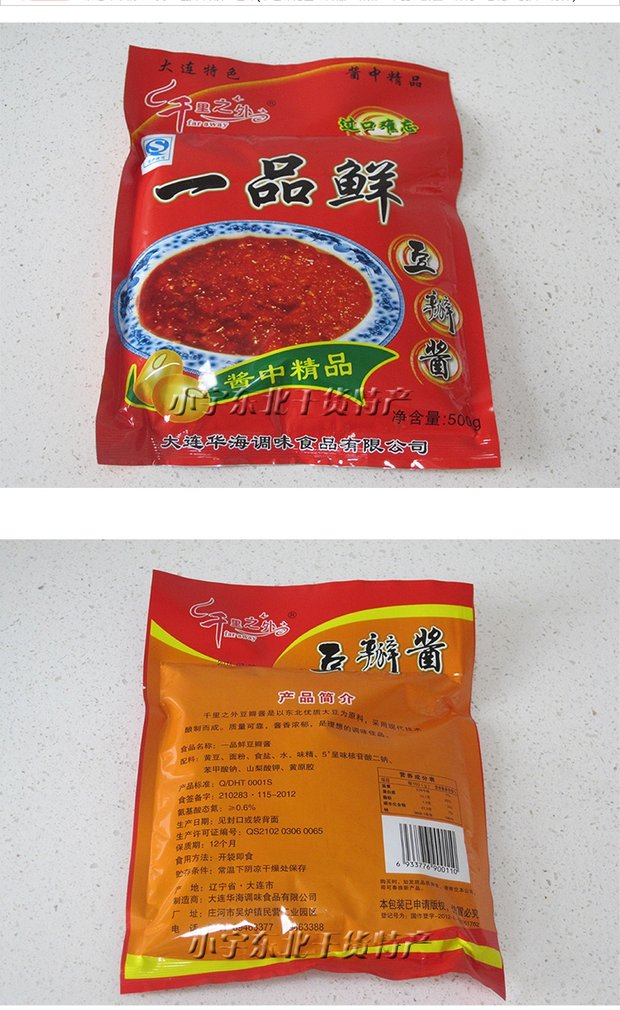 大连特色 酱中精品
千里之外 ®
far away
过口难忘
一品鲜
豆瓣酱
酱中精品
小宇东北干货特产
净含量:500g
大连华海调味食品有限公司
千里之外 ®
far away
豆瓣酱
产品简介
千里之外豆瓣酱是以东北优质大豆为原料，采用现代技术
酿制而成。质量可靠，酱香浓郁，是理想的调味佳品。
食品名称：一品鲜豆瓣酱
配料：黄豆、面粉、食盐、水、味精、5'呈味核苷酸二钠、
苯甲酸钠、山梨酸钾、黄原胶
产品标准号：Q/DHT 0001S
食签备字：210283·115-2012
氨基酸态氮：≥0.6%
生产日期：见封口或袋背面
生产许可证编号：QS2102 0306 0065
保质期：12个月
食用方法：开袋即食
贮存条件：常温下阴凉干燥处保存
产 地：辽宁省·大连市
制造商：大连华海调味食品有限公司
厂 址：庄河市吴炉镇民营工业园区
电 话
营养成分表
6 933776 900110
本包装已申请版权，仿冒必究
小宇东北干货特产